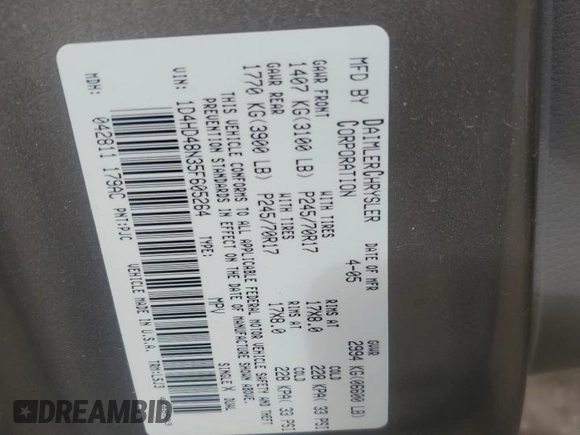 MFD BY DAIMLERCHRYSLER CORPORATION
DATE OF MFR 4-05
GVWR 2994 KG(06600 LB)
GAWR FRONT WITH TIRES RIMS AT COLD
1407 KG(3100 LB) P245/70R17 17X8.0 228 KPA( 33 PSI
GAWR REAR WITH TIRES RIMS AT COLD
1770 KG(3900 LB) P245/70R17 17X8.0 228 KPA( 33 PSI
THIS VEHICLE CONFORMS TO ALL APPLICABLE FEDERAL MOTOR VEHICLE SAFETY AND THEFT
PREVENTION STANDARDS IN EFFECT ON THE DATE OF MANUFACTURE SHOWN ABOVE.
VIN: 1D4HD48N35F605264 TYPE: MPV SINGLE X DUAL
MDH: 042811 179AC PNT:PJC VEHICLE MADE IN U.S.A. TRM:L5J3
DREAMBID